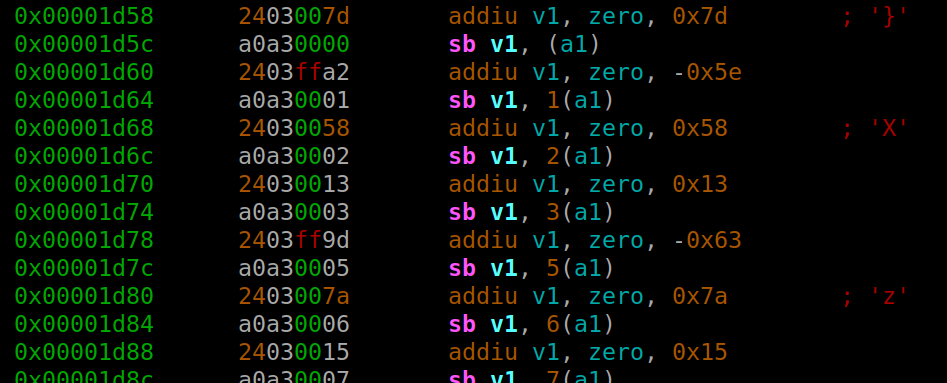 0x00001d58 2403007d addiu v1, zero, 0x7d ; '}'
0x00001d5c a0a30000 sb v1, (a1)
0x00001d60 2403ffa2 addiu v1, zero, -0x5e
0x00001d64 a0a30001 sb v1, 1(a1)
0x00001d68 24030058 addiu v1, zero, 0x58 ; 'X'
0x00001d6c a0a30002 sb v1, 2(a1)
0x00001d70 24030013 addiu v1, zero, 0x13
0x00001d74 a0a30003 sb v1, 3(a1)
0x00001d78 2403ff9d addiu v1, zero, -0x63
0x00001d7c a0a30005 sb v1, 5(a1)
0x00001d80 2403007a addiu v1, zero, 0x7a ; 'z'
0x00001d84 a0a30006 sb v1, 6(a1)
0x00001d88 24030015 addiu v1, zero, 0x15
0x00001d8c a0a30007 sb v1, 7(a1)